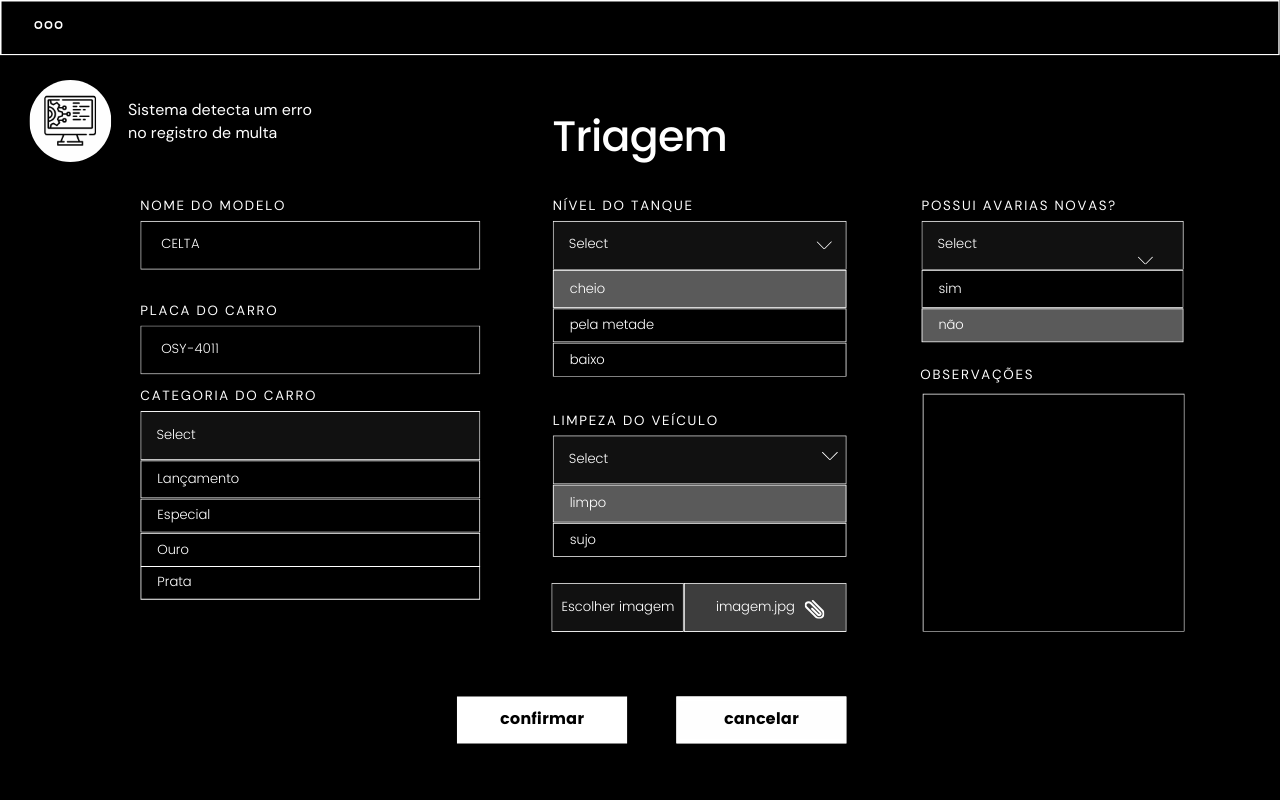 Sistema detecta um erro
no registro de multa
Triagem
NOME DO MODELO
CELTA
PLACA DO CARRO
OSY-4011
CATEGORIA DO CARRO
Select
Lançamento
Especial
Ouro
Prata
NÍVEL DO TANQUE
Select
cheio
pela metade
baixo
LIMPEZA DO VEÍCULO
Select
limpo
sujo
Escolher imagem
imagem.jpg
POSSUI AVARIAS NOVAS?
Select
sim
não
OBSERVAÇÕES
confirmar
cancelar